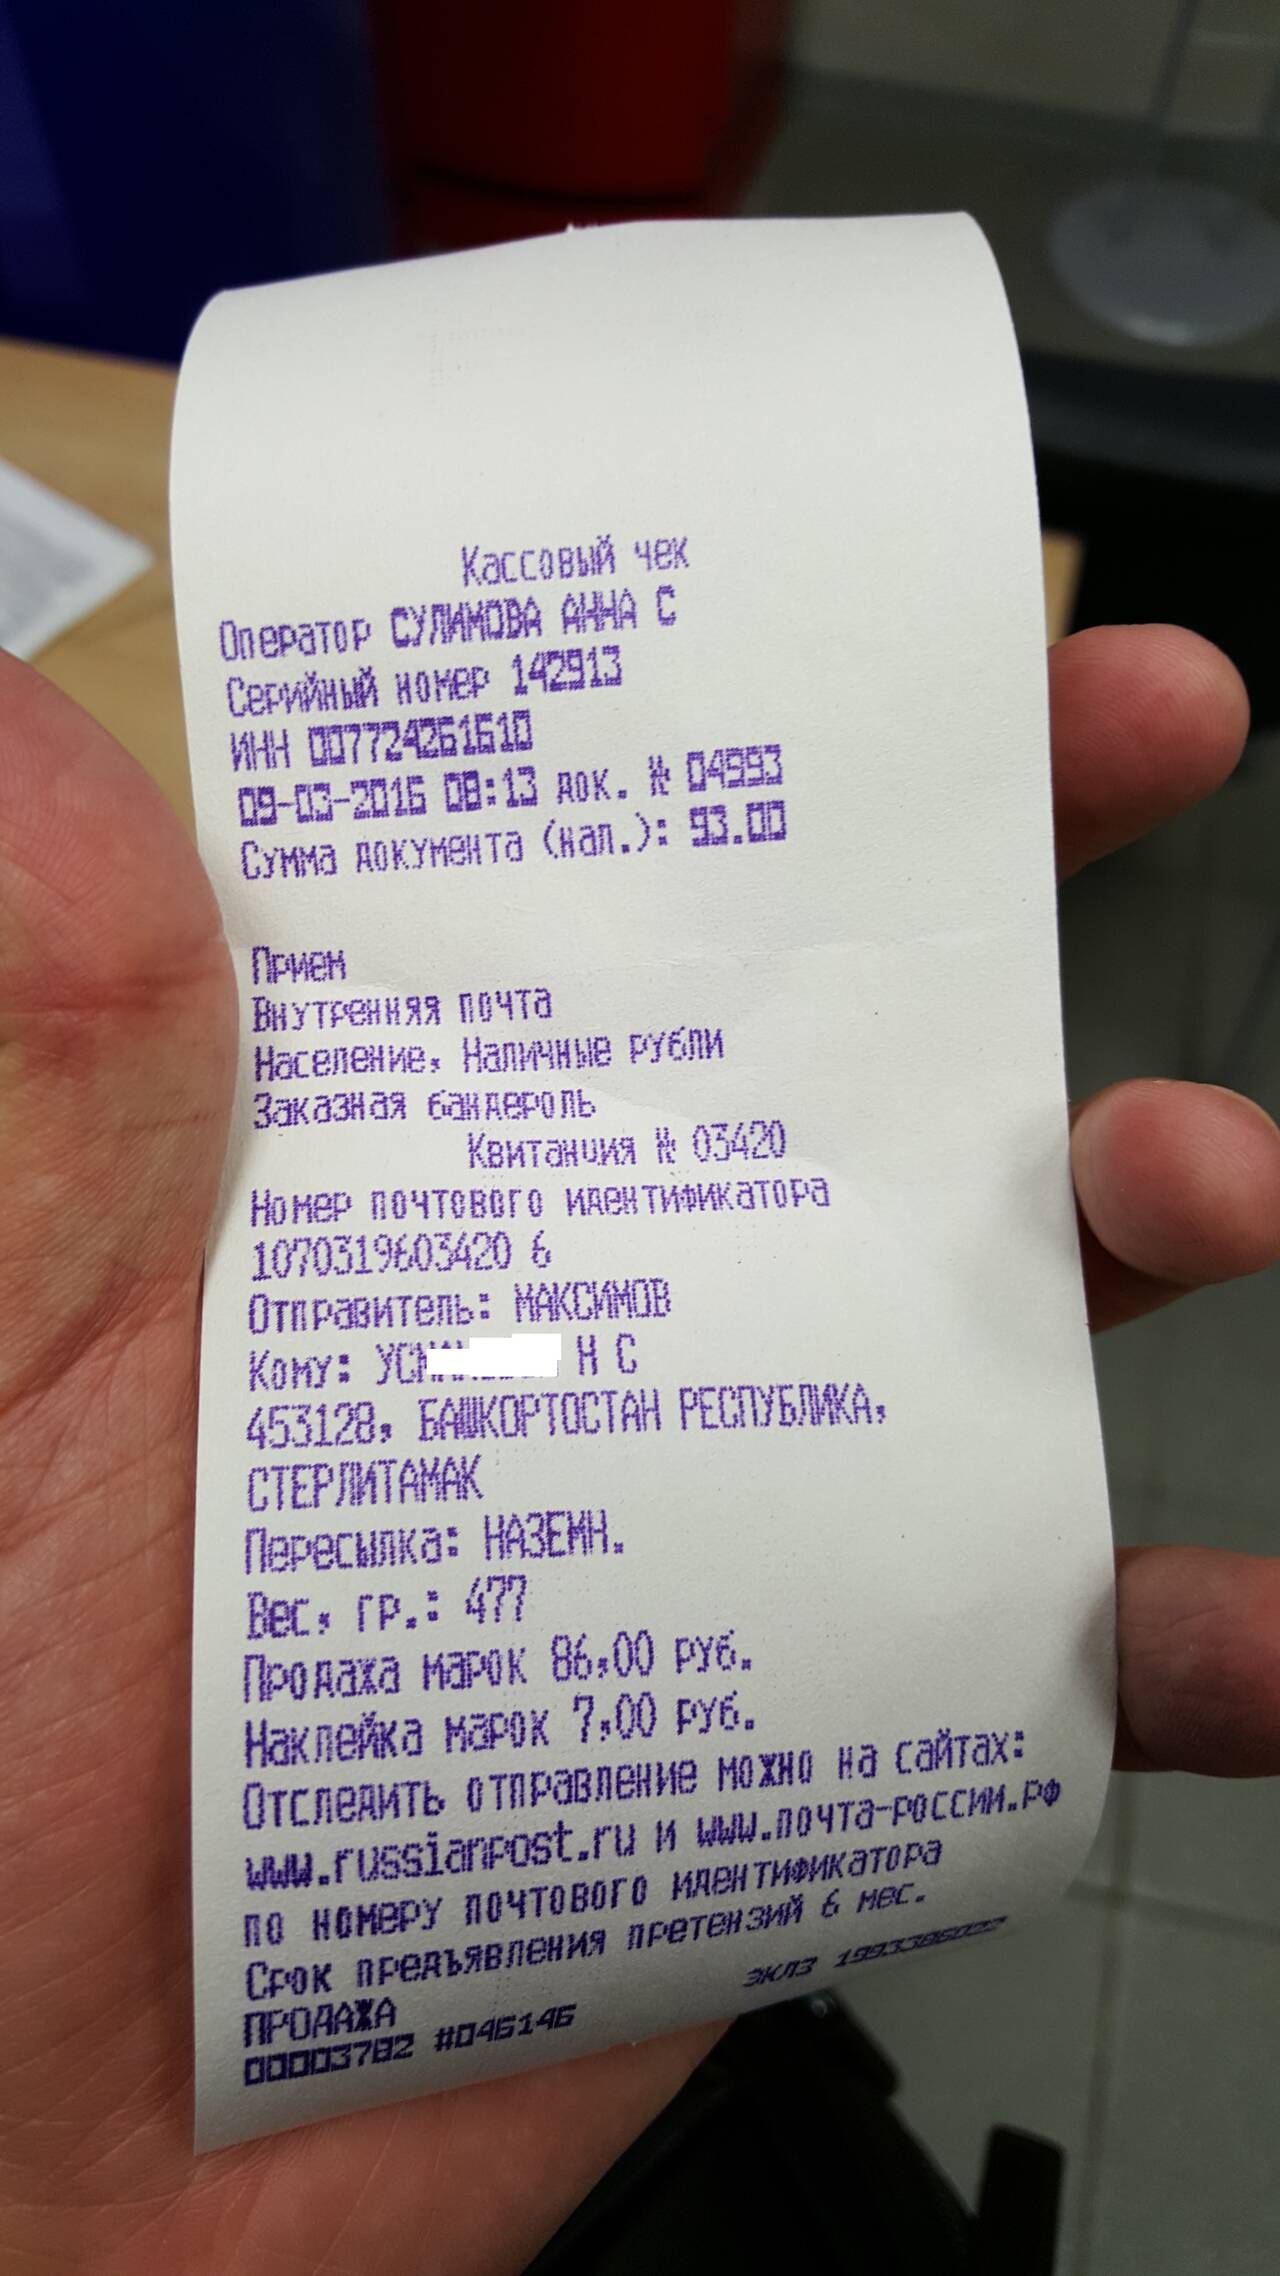 Кассовый чек
Оператор СУЛИМОВА АННА С
Серийный номер 142913
ИНН 007724261610
09-03-2016 08:13 док. № 04993
Сумма документа (нал.): 93.00
Прием
Внутренняя почта
Население, Наличные рубли
Заказная бандероль
Квитанция № 03420
Номер почтового идентификатора
1070319603420 6
Отправитель: МАКСИМОВ
Кому: Н С
453128, БАШКОРТОСТАН РЕСПУБЛИКА,
СТЕРЛИТАМАК
Пересылка: НАЗЕМН.
Вес, гр.: 477
Продажа марок 86,00 руб.
Наклейка марок 7,00 руб.
Отследить отправление можно на сайтах:
www.russianpost.ru и www.почта-россии.рф
по номеру почтового идентификатора
Срок предъявления претензий 6 мес.
ПРОДАЖА ЭКЛЗ
00003782 #046146